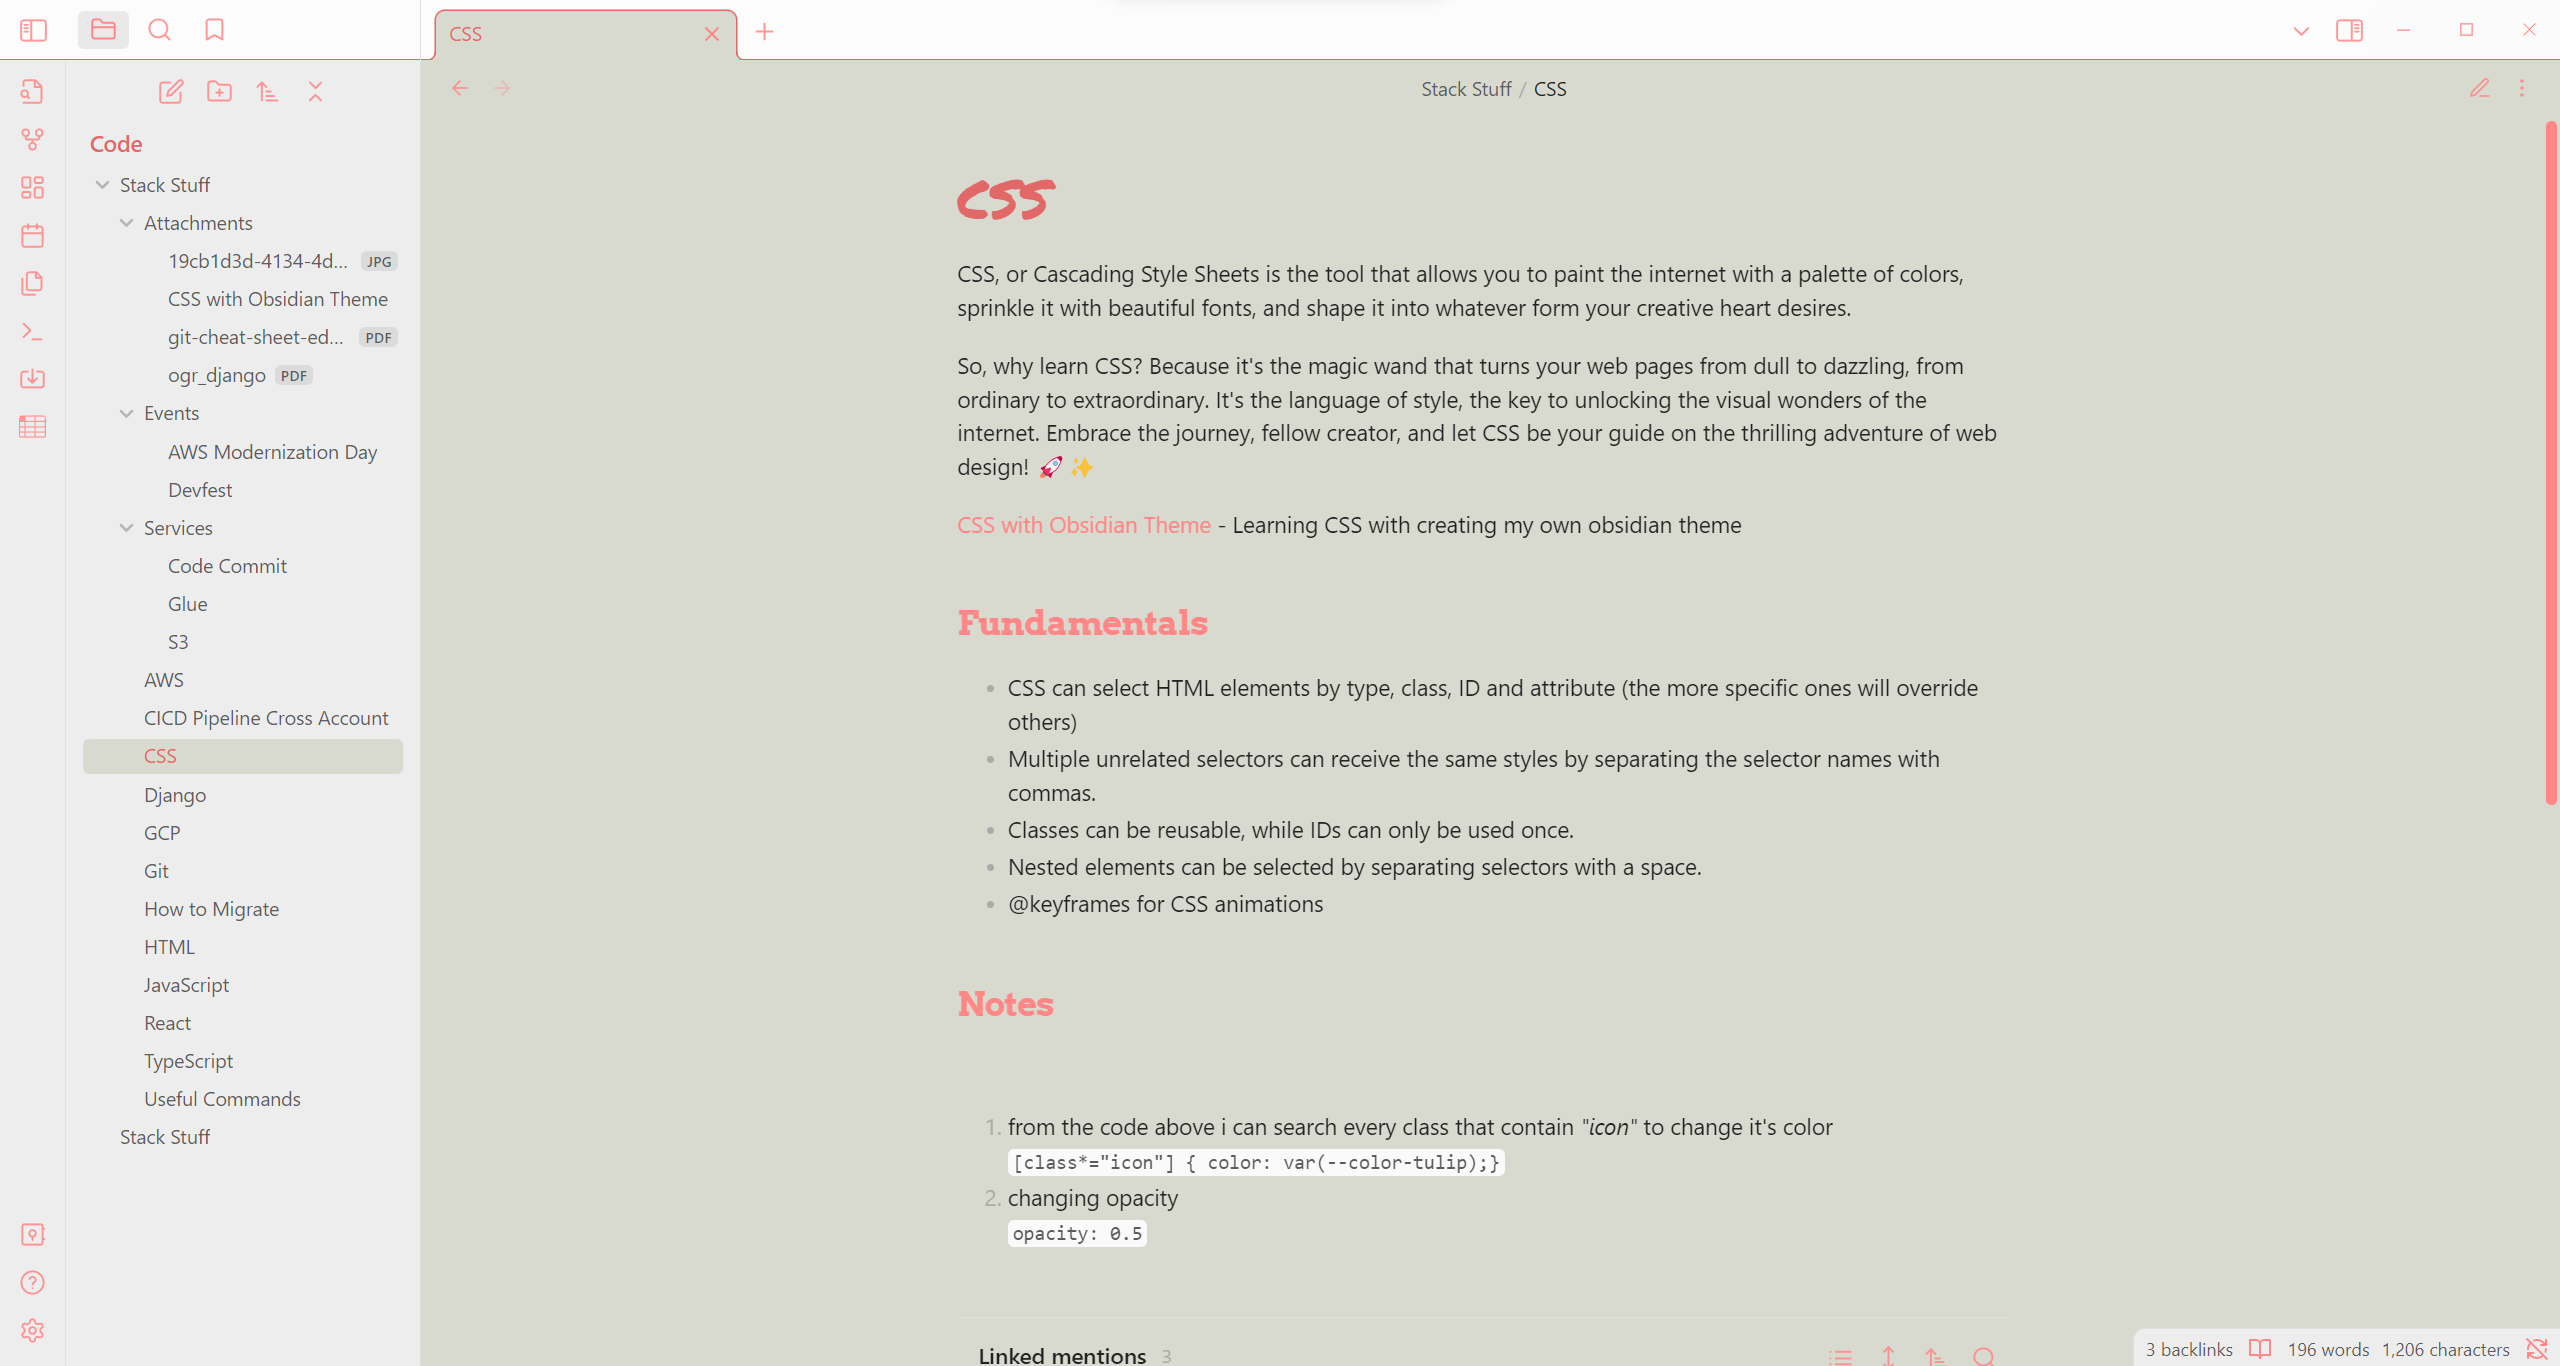 CSS
Stack Stuff / CSS
Code
Stack Stuff
Attachments
19cb1d3d-4134-4d... JPG
CSS with Obsidian Theme
git-cheat-sheet-ed... PDF
ogr_django PDF
Events
AWS Modernization Day
Devfest
Services
Code Commit
Glue
S3
AWS
CICD Pipeline Cross Account
CSS
Django
GCP
Git
How to Migrate
HTML
JavaScript
React
TypeScript
Useful Commands
Stack Stuff
CSS
CSS, or Cascading Style Sheets is the tool that allows you to paint the internet with a palette of colors,
sprinkle it with beautiful fonts, and shape it into whatever form your creative heart desires.
So, why learn CSS? Because it's the magic wand that turns your web pages from dull to dazzling, from
ordinary to extraordinary. It's the language of style, the key to unlocking the visual wonders of the
internet. Embrace the journey, fellow creator, and let CSS be your guide on the thrilling adventure of web
design! 🚀 ✨
CSS with Obsidian Theme - Learning CSS with creating my own obsidian theme
Fundamentals
• CSS can select HTML elements by type, class, ID and attribute (the more specific ones will override
others)
• Multiple unrelated selectors can receive the same styles by separating the selector names with
commas.
• Classes can be reusable, while IDs can only be used once.
• Nested elements can be selected by separating selectors with a space.
• @keyframes for CSS animations
Notes
1. from the code above i can search every class that contain "icon" to change it's color
[class*="icon"] { color: var(--color-tulip);}
2. changing opacity
opacity: 0.5
Linked mentions 3
3 backlinks 196 words 1,206 characters